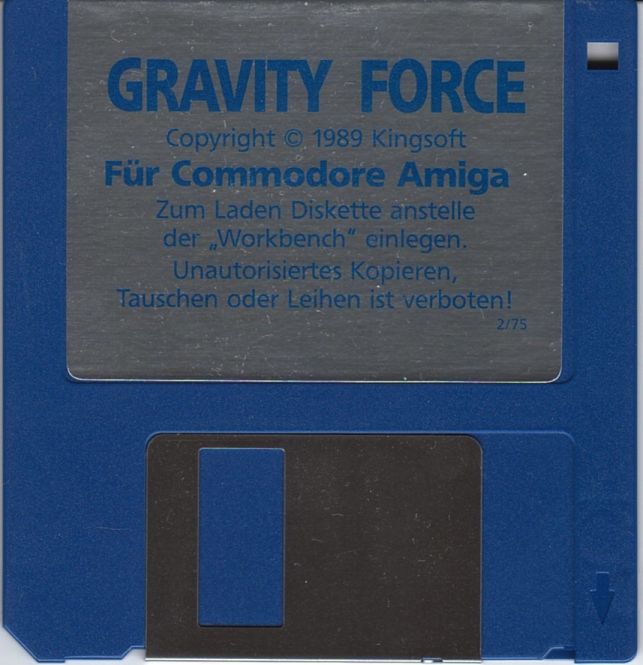 GRAVITY FORCE
Copyright © 1989 Kingsoft
Für Commodore Amiga
Zum Laden Diskette anstelle
der „Workbench“ einlegen.
Unautorisiertes Kopieren,
Tauschen oder Leihen ist verboten!
2/75